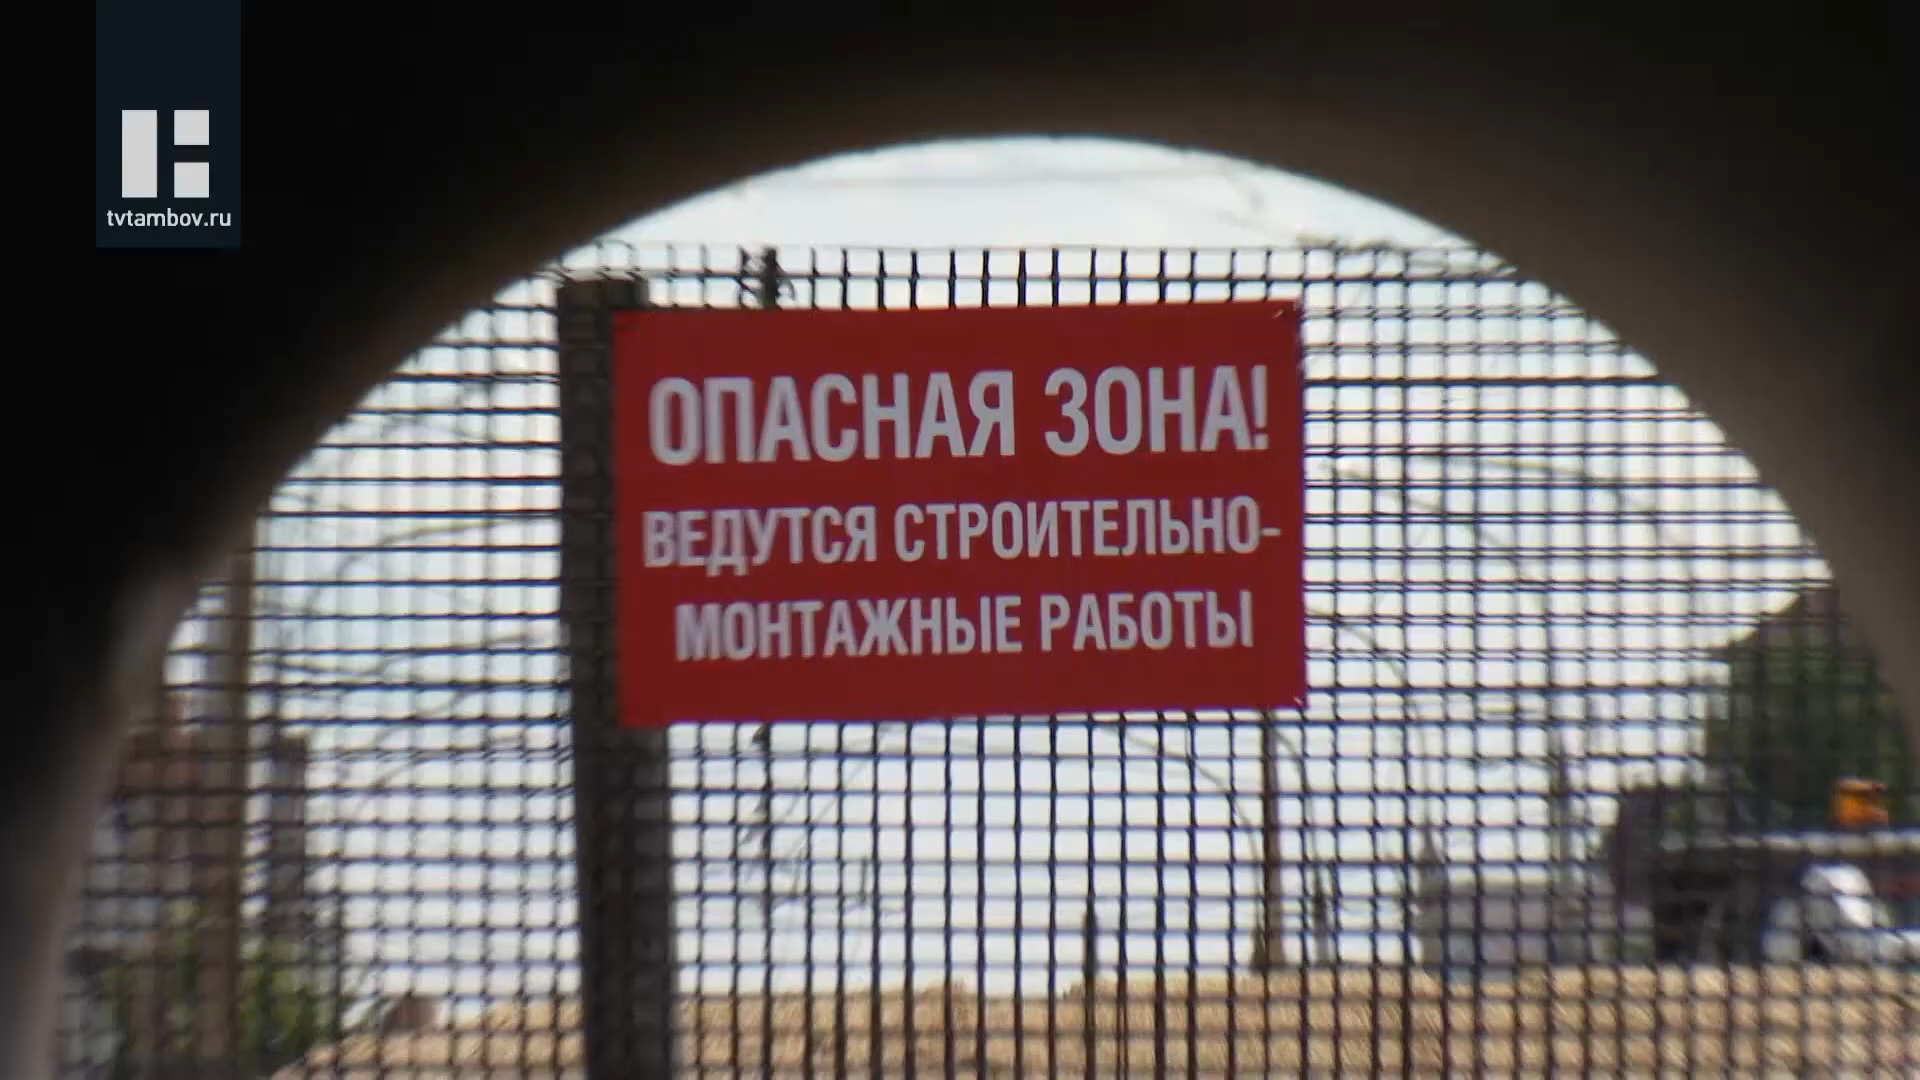 tvtambov.ru
ОПАСНАЯ ЗОНА!
ВЕДУТСЯ СТРОИТЕЛЬНО-
МОНТАЖНЫЕ РАБОТЫ